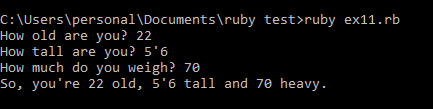 C:\Users\personal\Documents\ruby test>ruby ex11.rb
How old are you? 22
How tall are you? 5'6
How much do you weigh? 70
So, you're 22 old, 5'6 tall and 70 heavy.